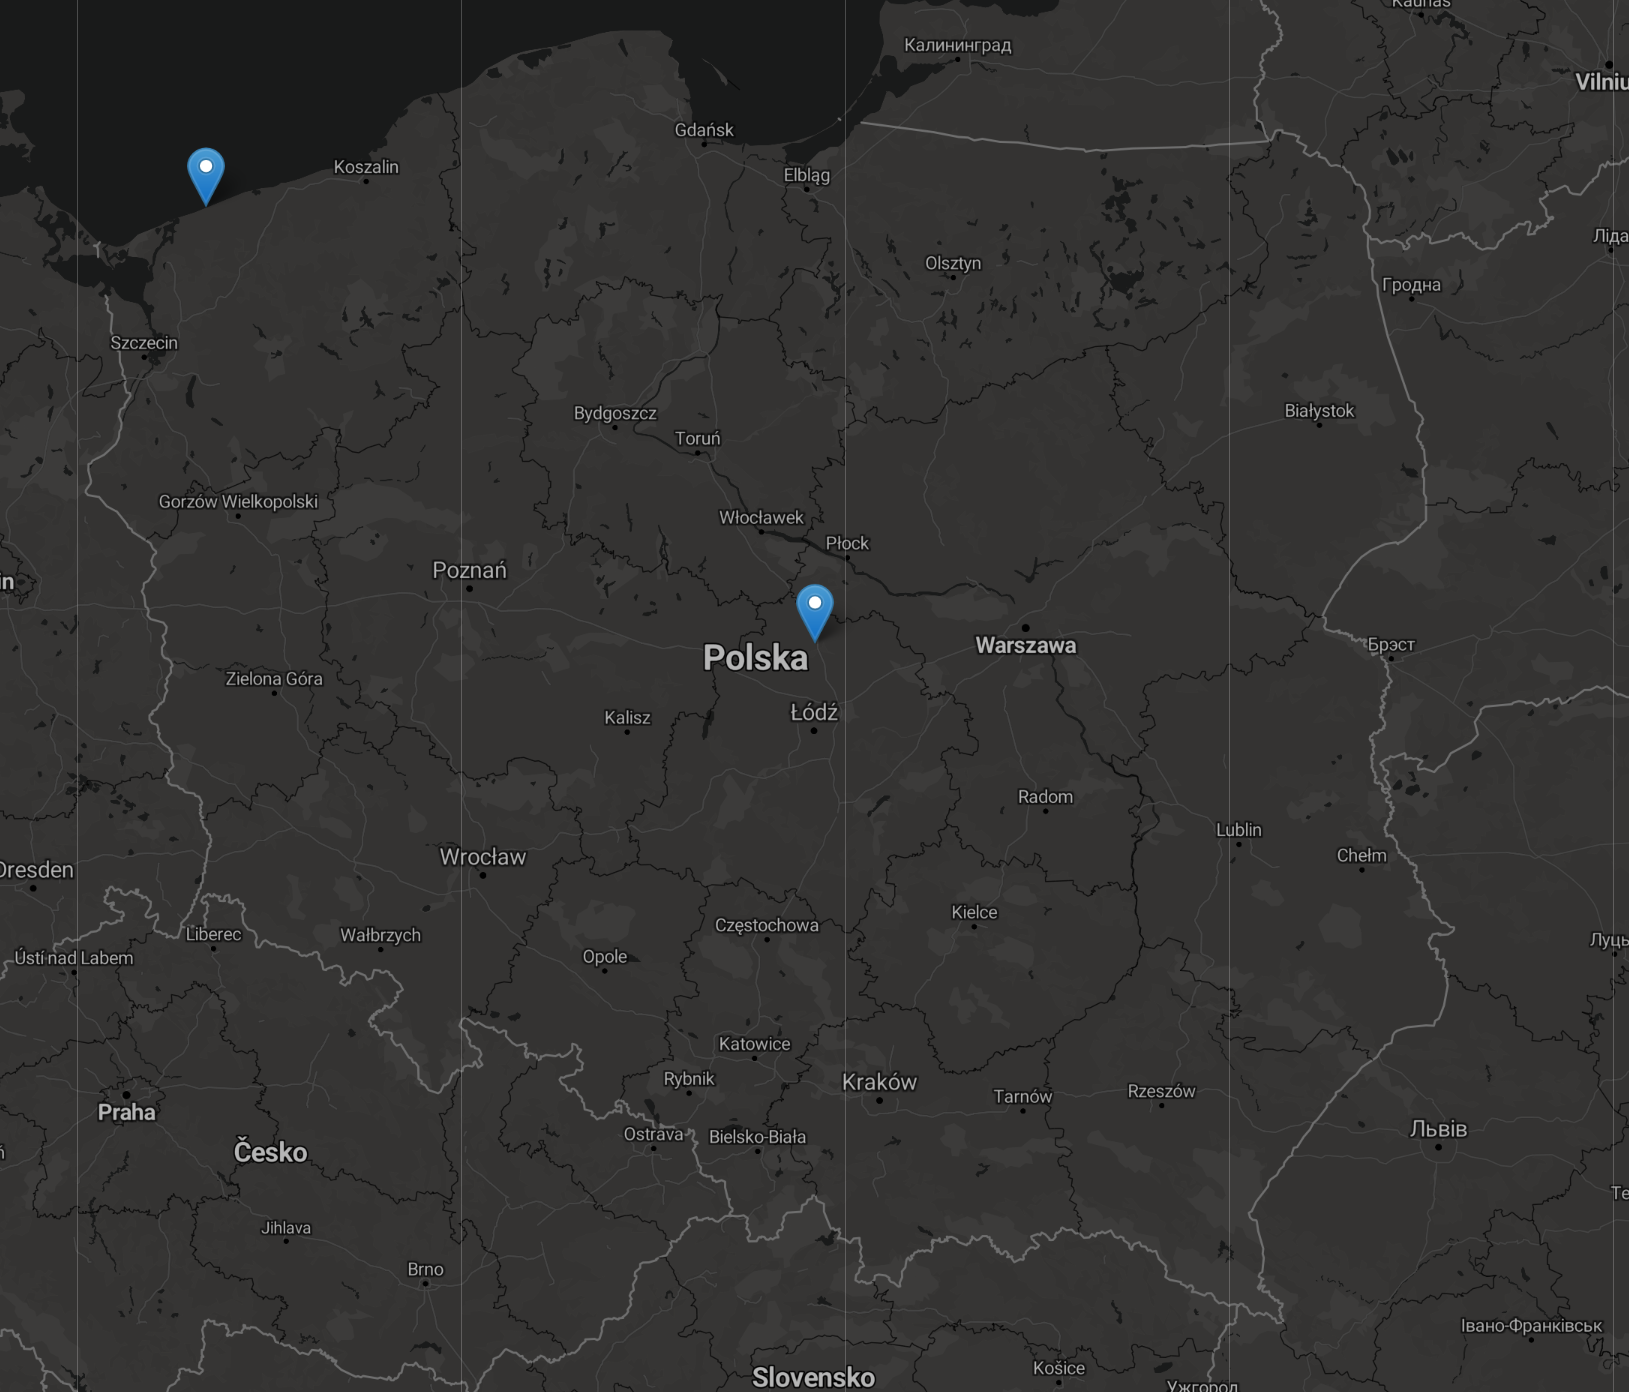 Kaunas
Калининград
Vilniu
Gdańsk
Koszalin
Elbląg
Ліда
Olsztyn
Гродна
Szczecin
Białystok
Bydgoszcz
Toruń
Gorzów Wielkopolski
Włocławek
Płock
Poznań
in
Warszawa
Брэст
Polska
Zielona Góra
Łódź
Kalisz
Radom
Lublin
Chełm
Wrocław
Dresden
Kielce
Częstochowa
Liberec
Wałbrzych
Луць
Ústí nad Labem
Opole
Katowice
Rybnik
Kraków
Rzeszów
Tarnów
Praha
Львів
Ostrava
Bielsko-Biała
Česko
ň
Те
Jihlava
Brno
Івано-Франківськ
Košice
Slovensko
Ужгород